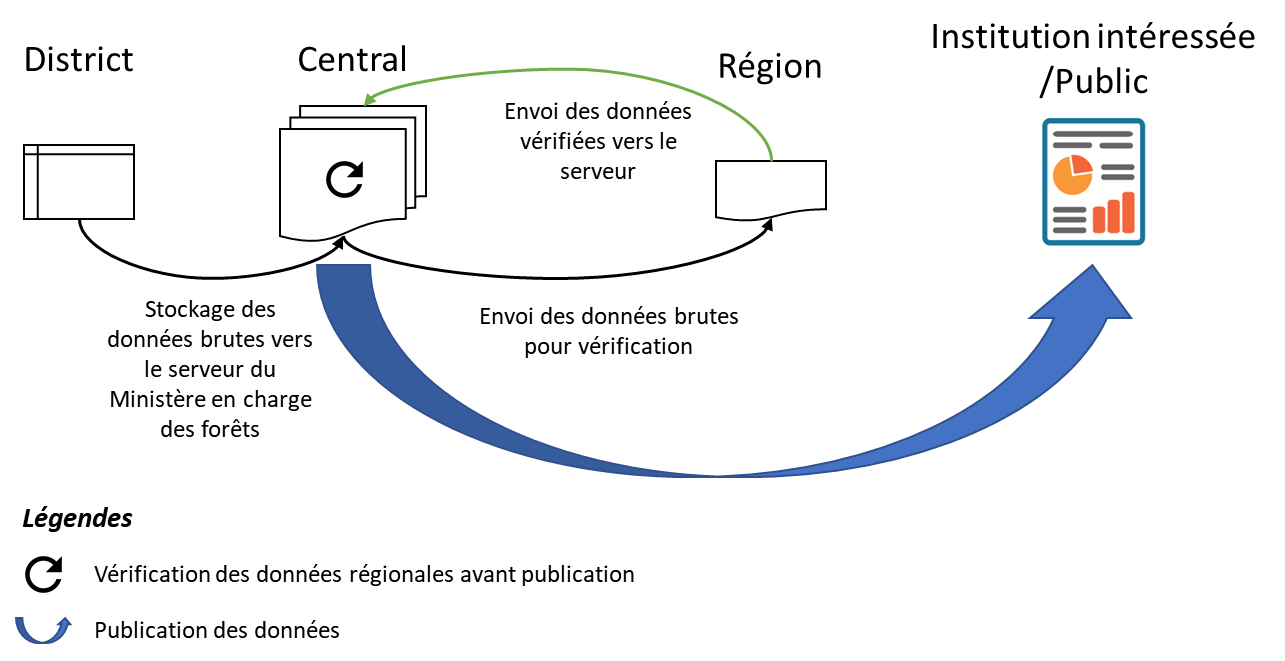 District
Central
Région
Institution intéressée
/Public
Envoi des données
vérifiées vers le
serveur
Stockage des
données brutes vers
le serveur du
Ministère en charge
des forêts
Envoi des données brutes
pour vérification
Légendes
Vérification des données régionales avant publication
Publication des données